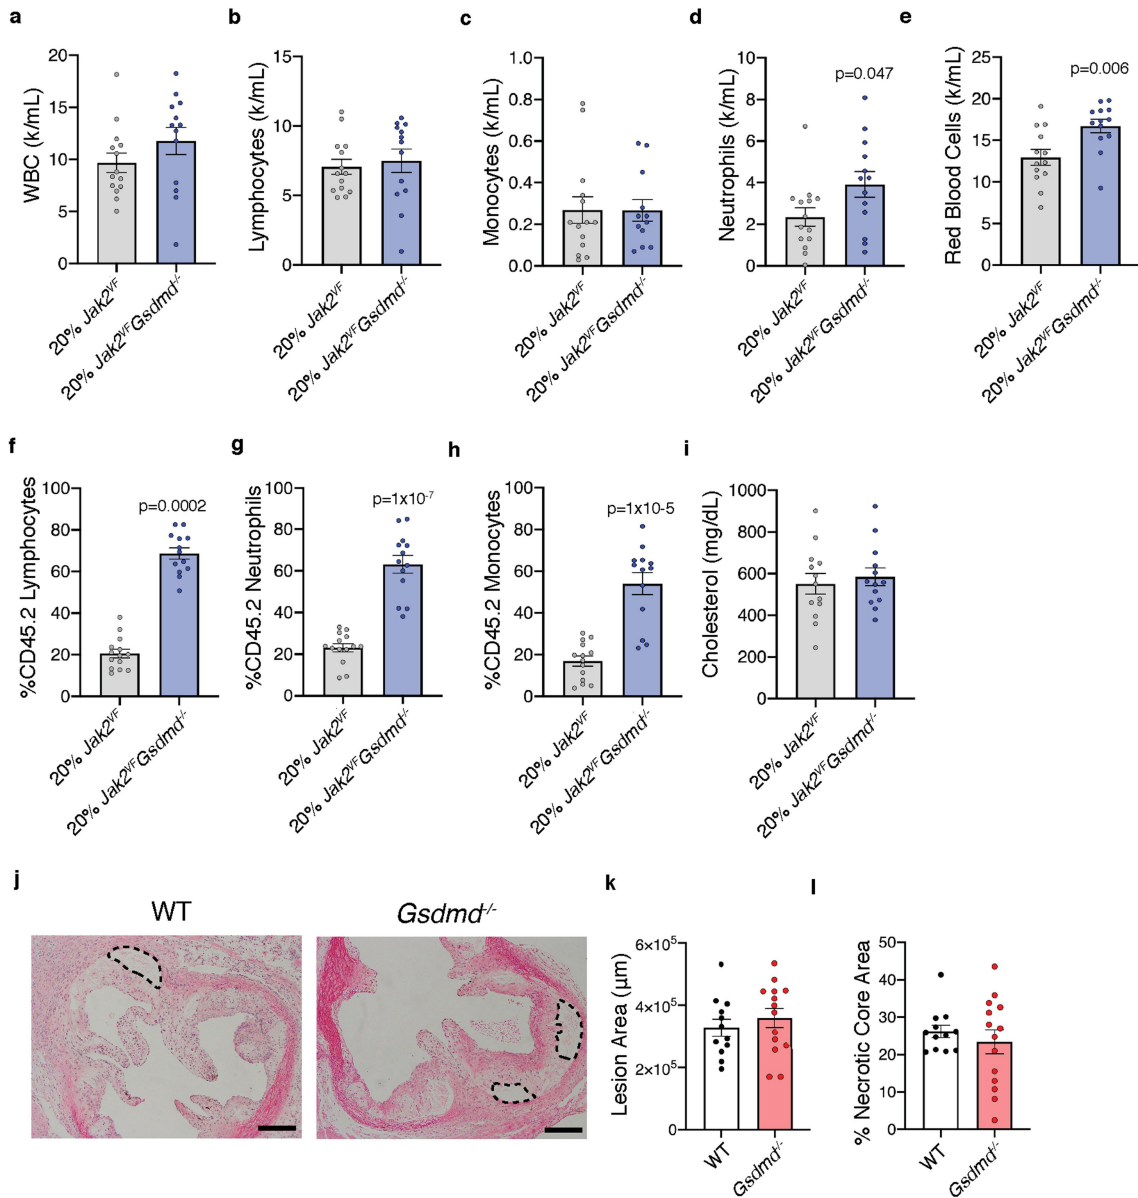 a
WBC (k/mL)
20
15
10
5
0
20% Jak2VF
20% Jak2VFGsdmd-/-
b
Lymphocytes (k/mL)
15
10
5
0
20% Jak2VF
20% Jak2VFGsdmd-/-
c
Monocytes (k/mL)
1.0
0.8
0.6
0.4
0.2
0.0
20% Jak2VF
20% Jak2VFGsdmd-/-
d
Neutrophils (k/mL)
10
8
6
4
2
0
p=0.047
20% Jak2VF
20% Jak2VFGsdmd-/-
e
Red Blood Cells (k/mL)
25
20
15
10
5
0
p=0.006
20% Jak2VF
20% Jak2VFGsdmd-/-
f
%CD45.2 Lymphocytes
100
80
60
40
20
0
p=0.0002
20% Jak2VF
20% Jak2VFGsdmd-/-
g
%CD45.2 Neutrophils
100
80
60
40
20
0
p=1x10-7
20% Jak2VF
20% Jak2VFGsdmd-/-
h
%CD45.2 Monocytes
100
80
60
40
20
0
p=1x10-5
20% Jak2VF
20% Jak2VFGsdmd-/-
i
Cholesterol (mg/dL)
1000
800
600
400
200
0
20% Jak2VF
20% Jak2VFGsdmd-/-
j
WT
Gsdmd-/-
k
Lesion Area (μm)
6×105
4×105
2×105
0
WT
Gsdmd-/-
l
% Necrotic Core Area
50
40
30
20
10
0
WT
Gsdmd-/-